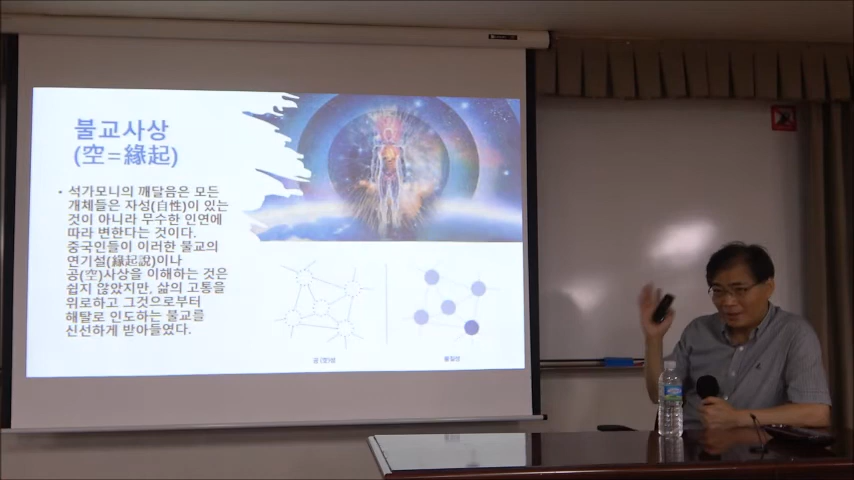 불교사상
(空=緣起)
• 석가모니의 깨달음은 모든
개체들은 자성(自性)이 있는
것이 아니라 무수한 인연에
따라 변한다는 것이다.
중국인들이 이러한 불교의
연기설(緣起說)이나
공(空)사상을 이해하는 것은
쉽지 않았지만, 삶의 고통을
위로하고 그것으로부터
해탈로 인도하는 불교를
신선하게 받아들였다.
공(空)성